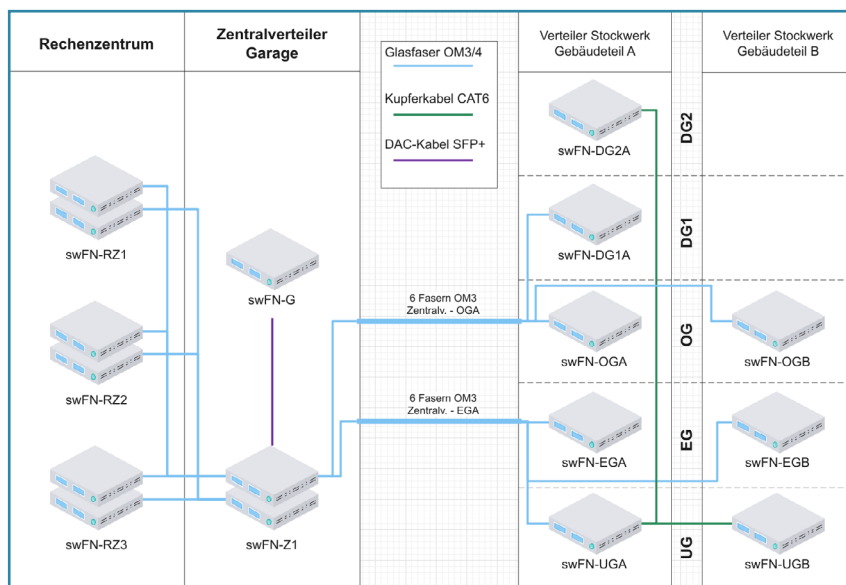 Rechenzentrum
Zentralverteiler
Garage
Verteiler Stockwerk
Gebäudeteil A
Verteiler Stockwerk
Gebäudeteil B
Glasfaser OM3/4
Kupferkabel CAT6
DAC-Kabel SFP+
DG2
swFN-DG2A
swFN-RZ1
swFN-G
DG1
swFN-DG1A
6 Fasern OM3
Zentralv. - OGA
swFN-RZ2
OG
swFN-OGA
swFN-OGB
6 Fasern OM3
Zentralv. - EGA
EG
swFN-EGA
swFN-EGB
swFN-RZ3
swFN-Z1
UG
swFN-UGA
swFN-UGB